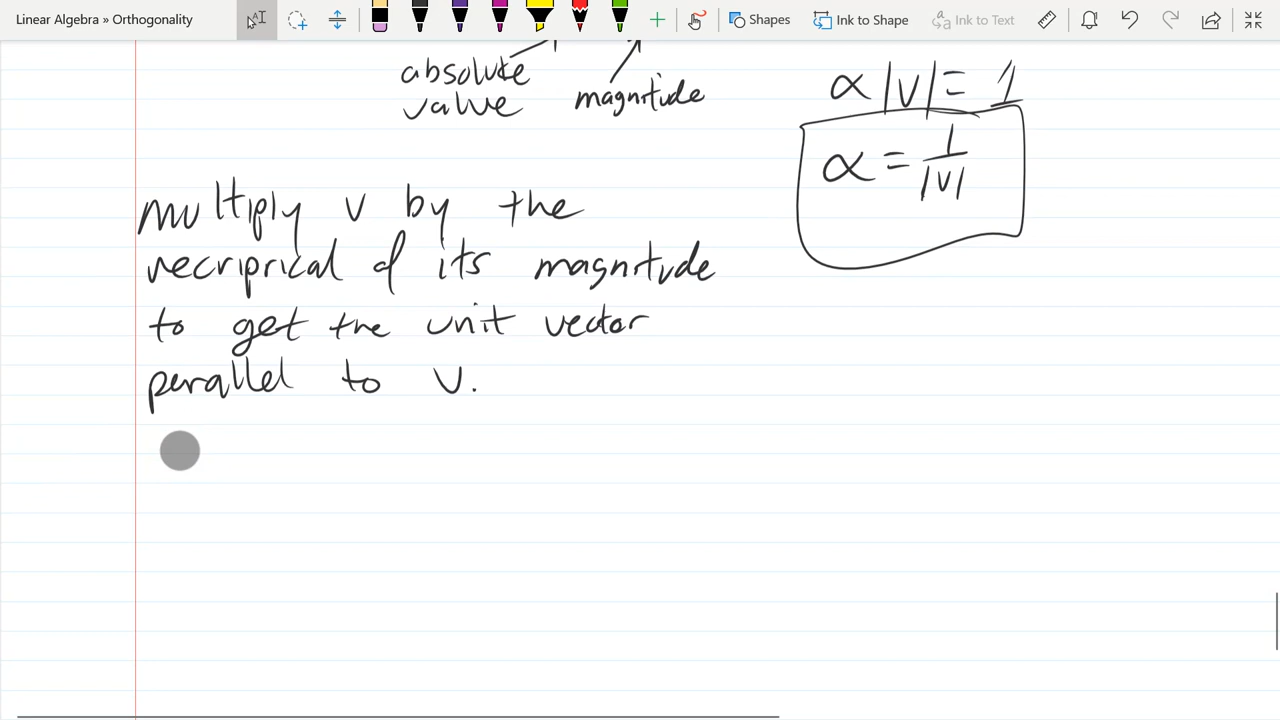 Linear Algebra » Orthogonality
Shapes
Ink to Shape
Ink to Text
absolute
value
magnitude
α |v| = 1
α = 1/|v|
multiply v by the
recriprical of its magnitude
to get the unit vector
parallel to v.